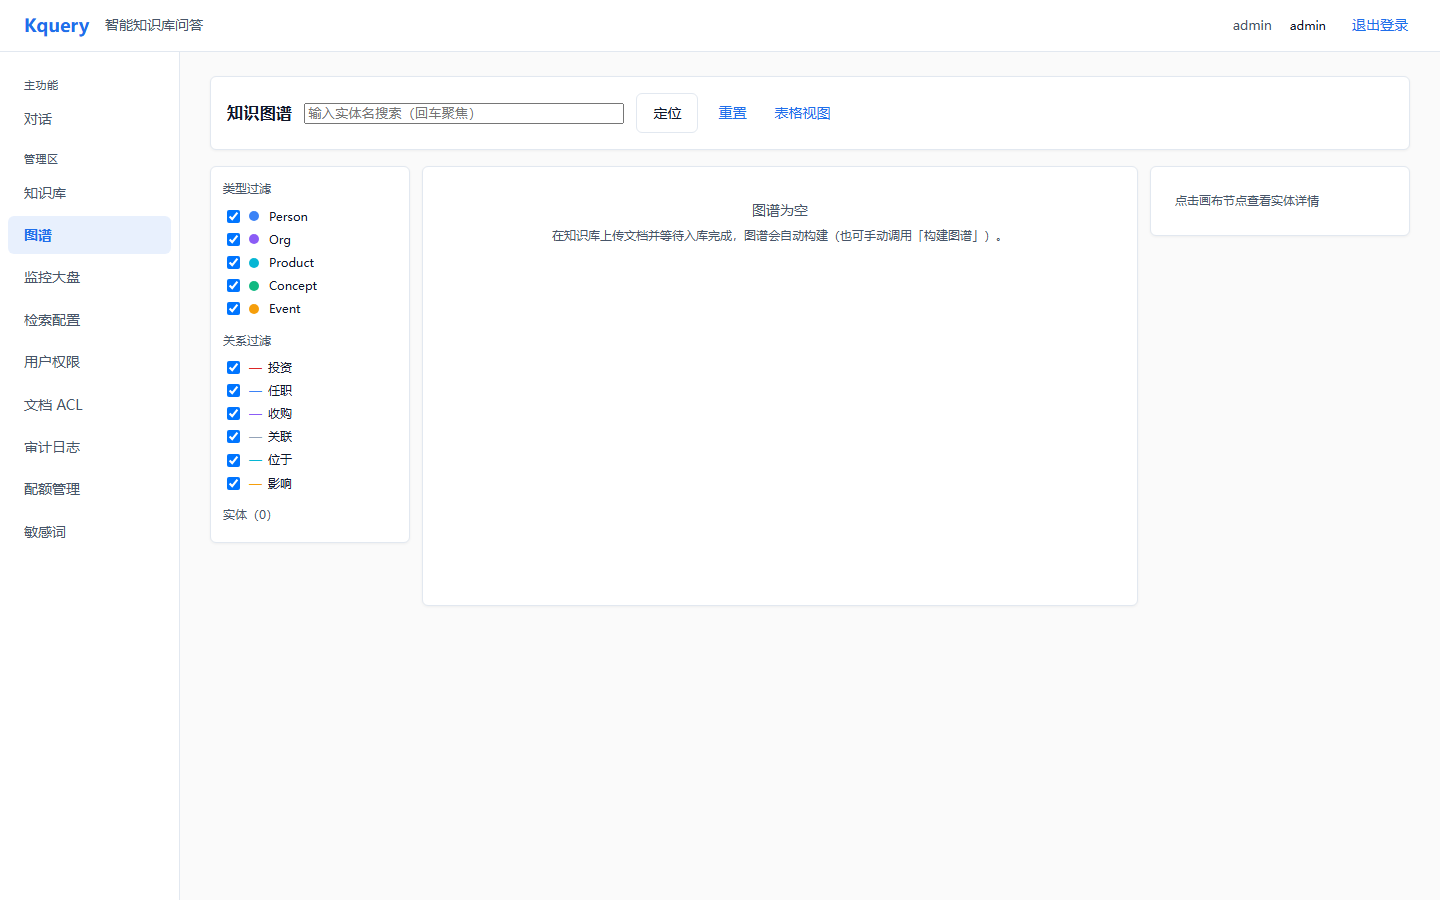 Kquery 智能知识库问答
admin admin 退出登录
主功能
对话
管理区
知识库
图谱
监控大盘
检索配置
用户权限
文档 ACL
审计日志
配额管理
敏感词
知识图谱 输入实体名搜索（回车聚焦） 定位 重置 表格视图
类型过滤
Person
Org
Product
Concept
Event
关系过滤
投资
任职
收购
关联
位于
影响
实体（0）
图谱为空
在知识库上传文档并等待入库完成，图谱会自动构建（也可手动调用「构建图谱」）。
点击画布节点查看实体详情